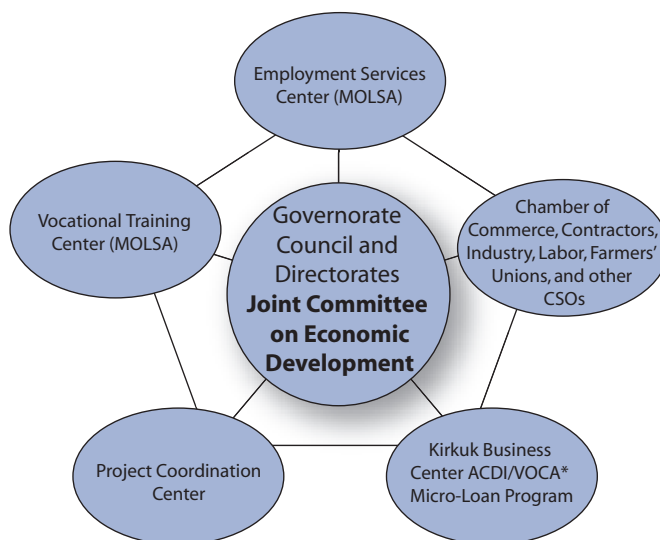 Employment Services
Center (MOLSA)
Vocational Training
Center (MOLSA)
Governorate
Council and
Directorates
Joint Committee
on Economic
Development
Chamber of
Commerce, Contractors,
Industry, Labor, Farmers’
Unions, and other
CSOs
Project Coordination
Center
Kirkuk Business
Center ACDI/VOCA*
Micro-Loan Program